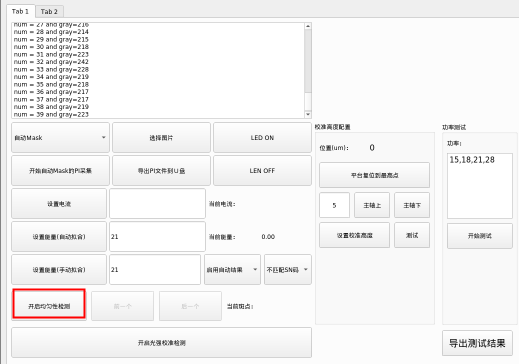 Tab 1 Tab 2
num = 27 and gray=216
num = 28 and gray=214
num = 29 and gray=215
num = 30 and gray=218
num = 31 and gray=223
num = 32 and gray=242
num = 33 and gray=228
num = 34 and gray=219
num = 35 and gray=218
num = 36 and gray=217
num = 37 and gray=217
num = 38 and gray=219
num = 39 and gray=223
自动Mask 选择图片 LED ON
开始自动Mask的PI采集 导出PI文件到U盘 LEN OFF
设置电流 当前电流:
设置能量(自动拟合) 21 当前能量: 0.00
设置能量(手动拟合) 21 启用自动结果 不匹配SN码
开启均匀性检测 前一个 后一个 当前斑点:
开启光强校准检测
校准高度配置
位置(um): 0
平台复位到最高点
5 主轴上 主轴下
设置校准高度 测试
功率测试
功率:
15,18,21,28
开始测试
导出测试结果